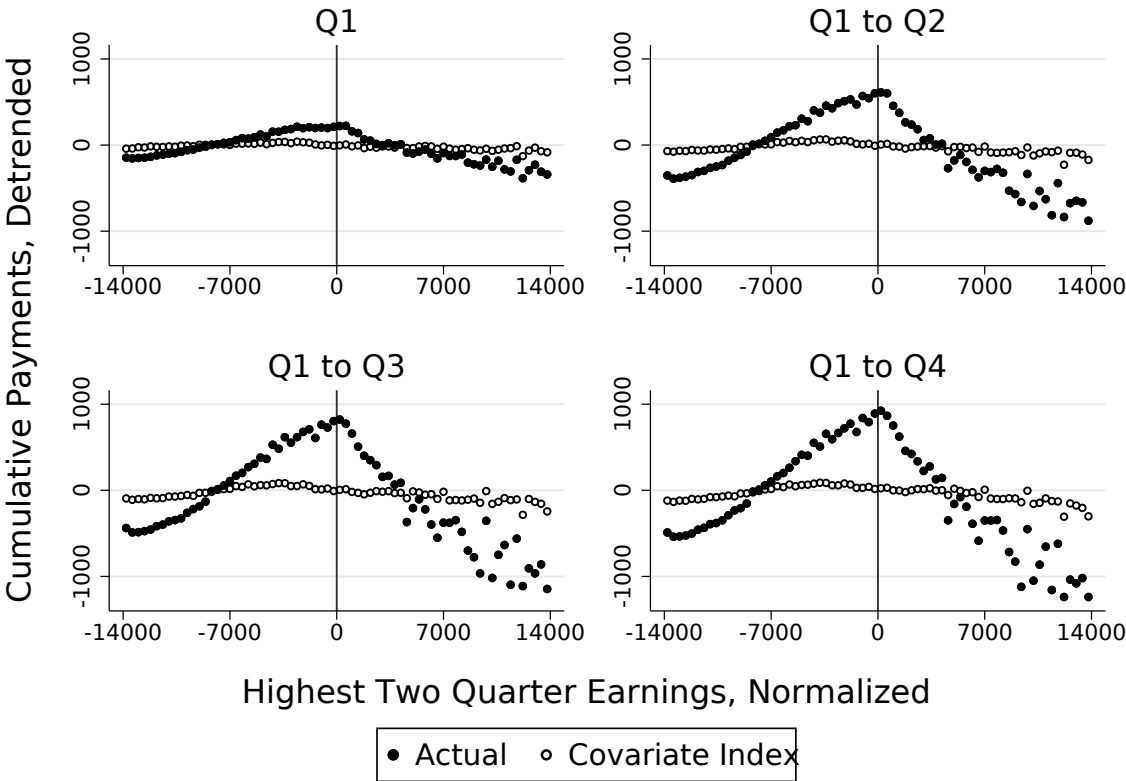 Cumulative Payments, Detrended
Q1
1000
0
-1000
-14000 -7000 0 7000 14000
Q1 to Q2
1000
0
-1000
-14000 -7000 0 7000 14000
Q1 to Q3
1000
0
-1000
-14000 -7000 0 7000 14000
Q1 to Q4
1000
0
-1000
-14000 -7000 0 7000 14000
Highest Two Quarter Earnings, Normalized
Actual Covariate Index